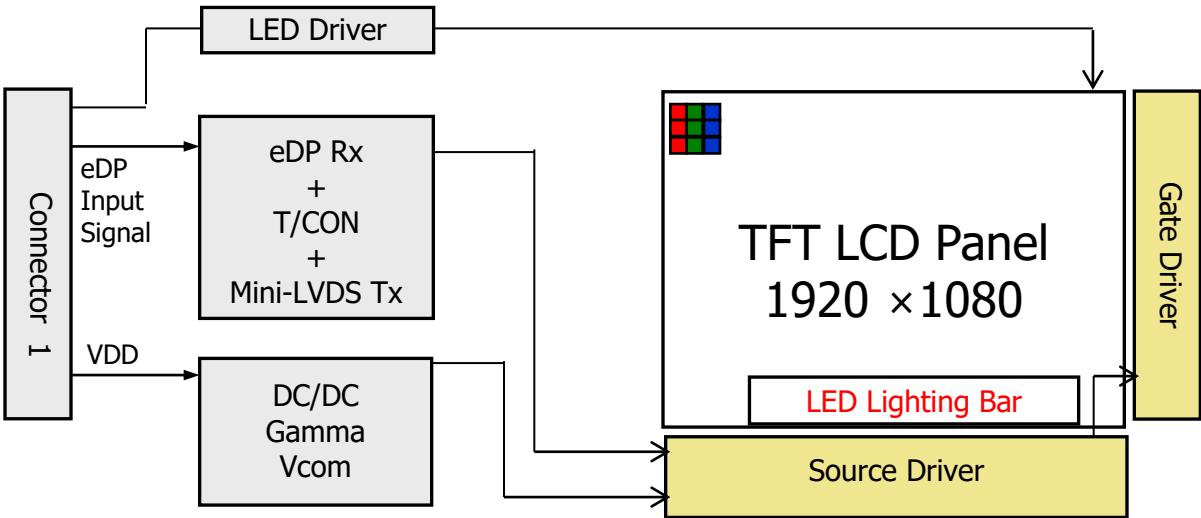 LED Driver
Connector 1
eDP
Input
Signal
eDP Rx
+
T/CON
+
Mini-LVDS Tx
VDD
DC/DC
Gamma
Vcom
TFT LCD Panel
1920 ×1080
LED Lighting Bar
Source Driver
Gate Driver